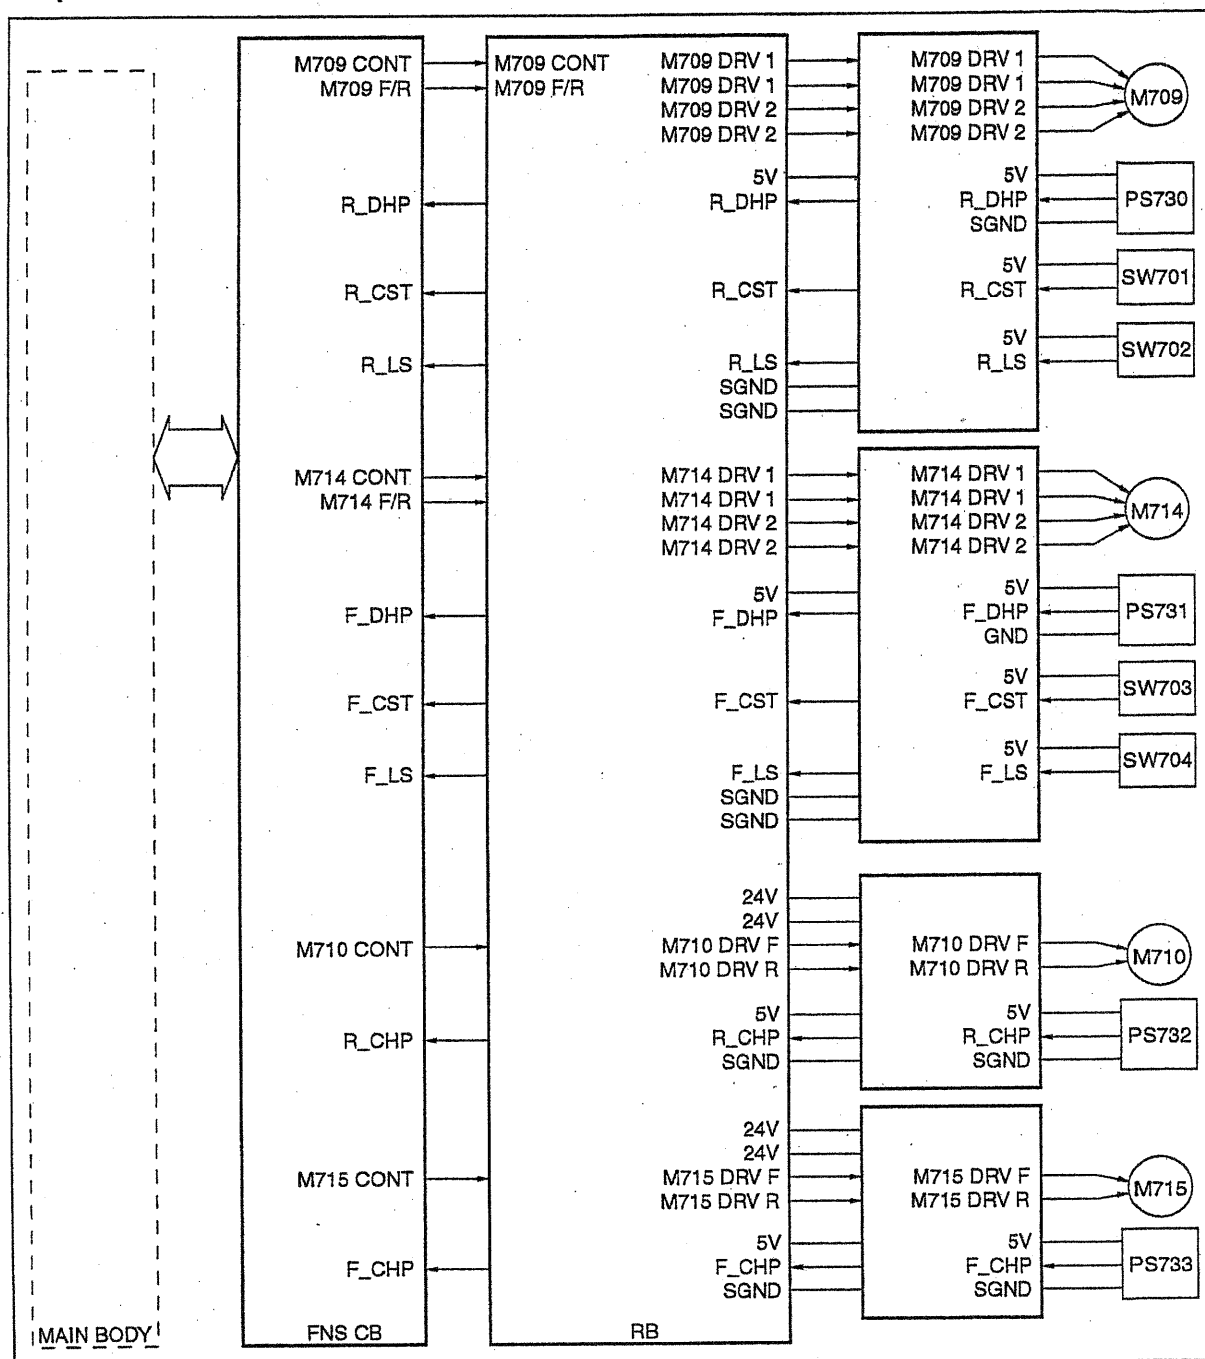 M709 CONT M709 CONT M709 DRV 1 M709 DRV 1
M709 F/R M709 F/R M709 DRV 1 M709 DRV 1 M709
M709 DRV 2 M709 DRV 2
M709 DRV 2 M709 DRV 2
5V 5V
R_DHP R_DHP R_DHP PS730
SGND
5V
R_CST R_CST R_CST SW701
5V
R_LS R_LS R_LS SW702
SGND
SGND
M714 CONT M714 DRV 1 M714 DRV 1
M714 F/R M714 DRV 1 M714 DRV 1 M714
M714 DRV 2 M714 DRV 2
M714 DRV 2 M714 DRV 2
5V 5V
F_DHP F_DHP F_DHP PS731
GND
5V
F_CST F_CST F_CST SW703
5V
F_LS F_LS F_LS SW704
SGND
SGND
24V
24V
M710 CONT M710 DRV F M710 DRV F M710
M710 DRV R M710 DRV R
5V 5V
R_CHP R_CHP R_CHP PS732
SGND SGND
24V
24V
M715 CONT M715 DRV F M715 DRV F M715
M715 DRV R M715 DRV R
5V 5V
F_CHP F_CHP F_CHP PS733
SGND SGND
MAIN BODY FNS CB RB